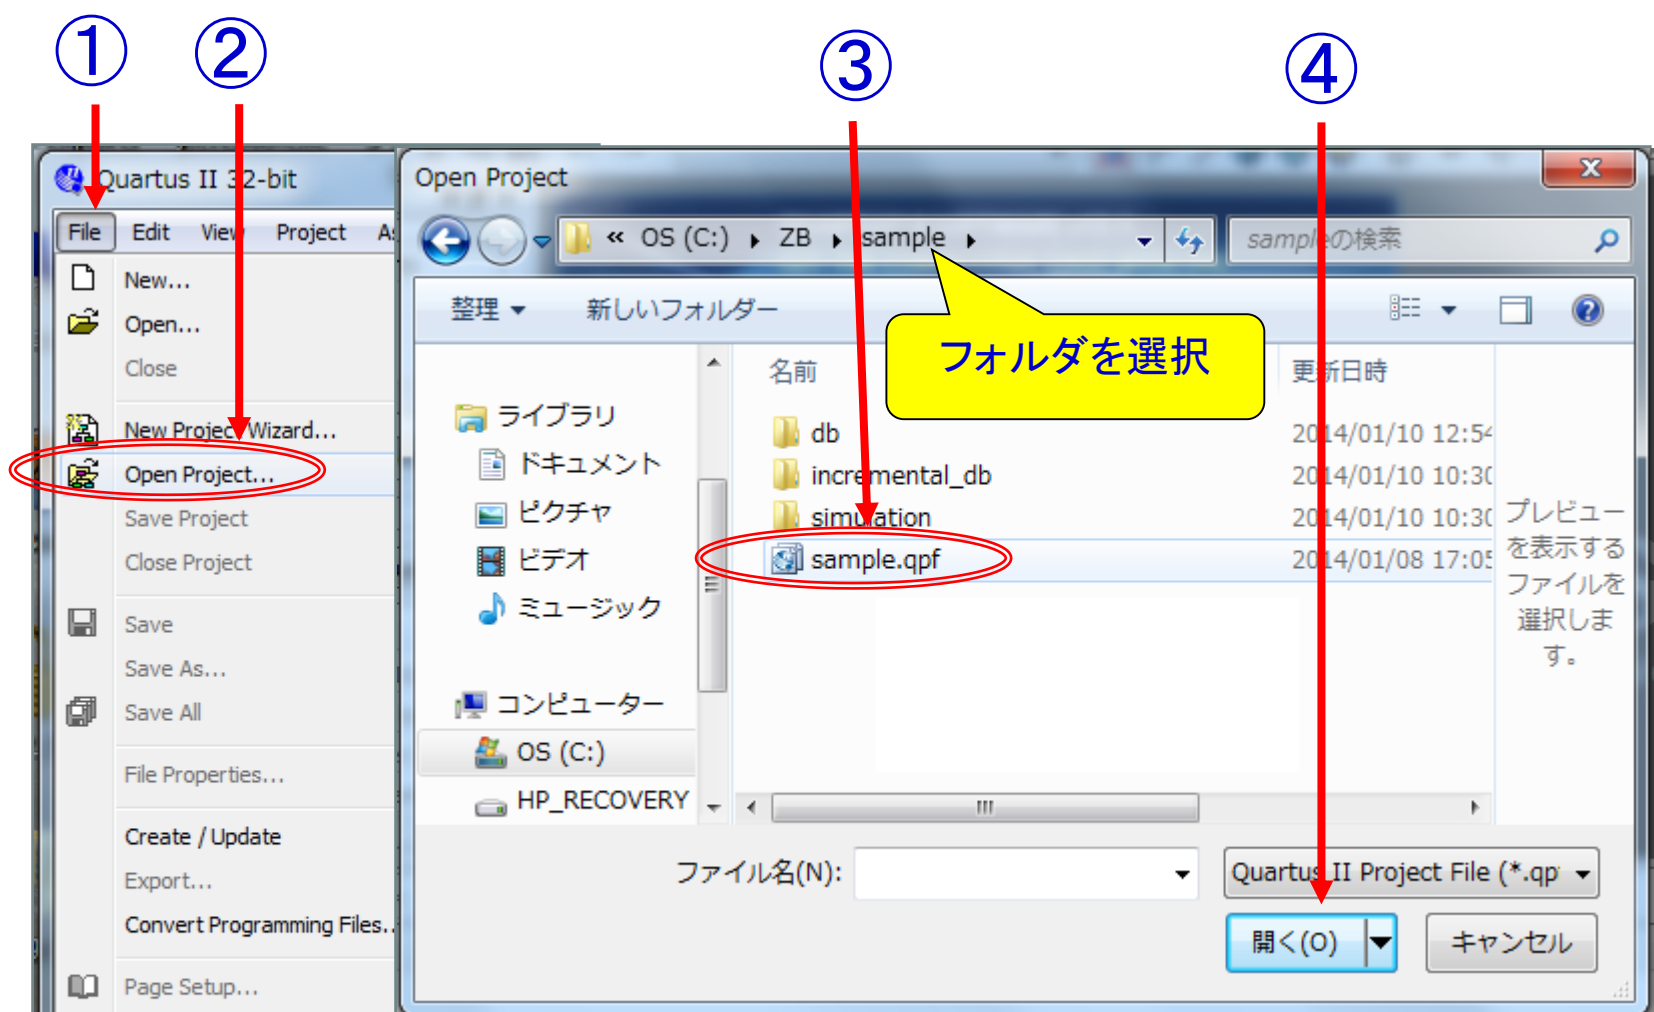 ① ② ③ ④
Quartus II 32-bit
File Edit View Project
New...
Open...
Close
New Project Wizard...
Open Project...
Save Project
Close Project
Save
Save As...
Save All
File Properties...
Create / Update
Export...
Convert Programming Files..
Page Setup...
Open Project
« OS (C:) ZB sample
sampleの検索
整理 新しいフォルダー
フォルダを選択
名前 更新日時
ライブラリ
ドキュメント
ピクチャ
ビデオ
ミュージック
コンピューター
OS (C:)
HP_RECOVERY
db 2014/01/10 12:54
incremental_db 2014/01/10 10:30
simulation 2014/01/10 10:30
sample.qpf 2014/01/08 17:05
プレビュー
を表示する
ファイルを
選択しま
す。
ファイル名(N):
Quartus II Project File (*.qp
開く(O) キャンセル